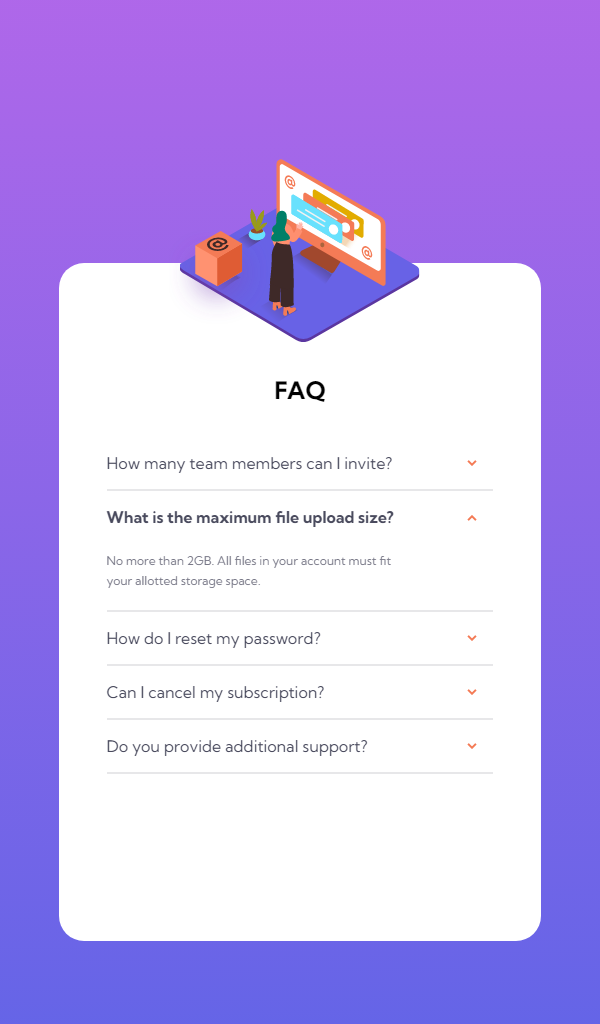 @
@
@
FAQ
How many team members can I invite?
What is the maximum file upload size?
No more than 2GB. All files in your account must fit
your allotted storage space.
How do I reset my password?
Can I cancel my subscription?
Do you provide additional support?